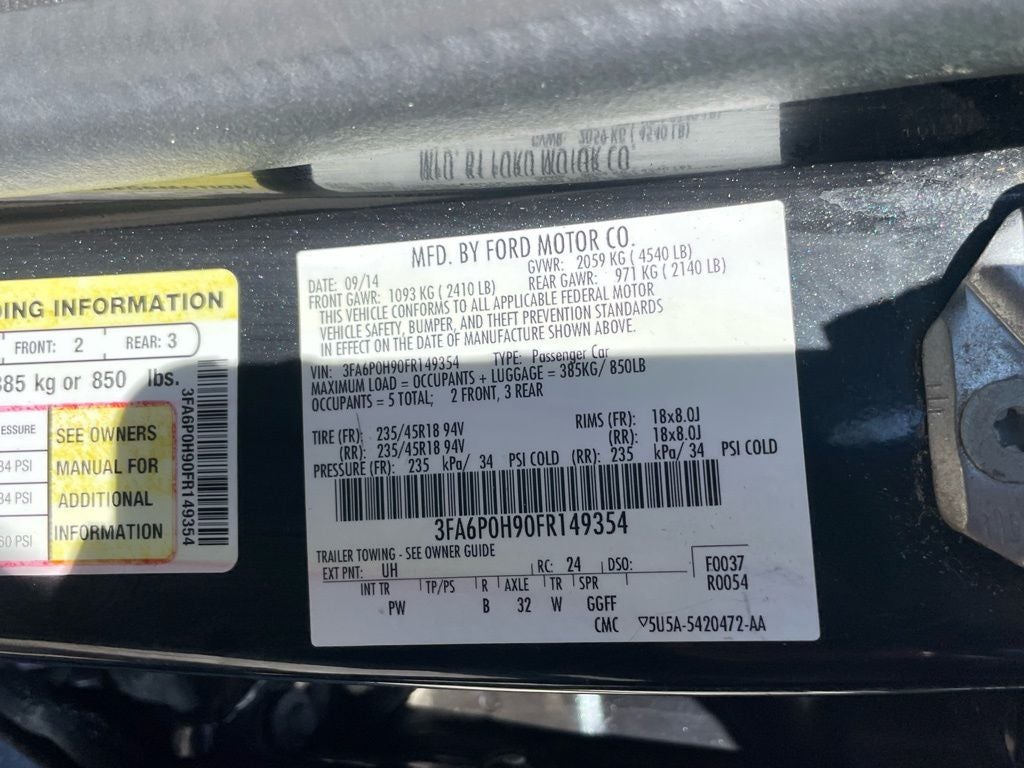 MFD. BY FORD MOTOR CO.
DATE: 09/14 GVWR: 2059 KG ( 4540 LB)
FRONT GAWR: 1093 KG ( 2410 LB) REAR GAWR: 971 KG ( 2140 LB)
THIS VEHICLE CONFORMS TO ALL APPLICABLE FEDERAL MOTOR
VEHICLE SAFETY, BUMPER, AND THEFT PREVENTION STANDARDS
IN EFFECT ON THE DATE OF MANUFACTURE SHOWN ABOVE.
VIN: 3FA6P0H90FR149354 TYPE: Passenger Car
MAXIMUM LOAD = OCCUPANTS + LUGGAGE = 385KG/ 850LB
OCCUPANTS = 5 TOTAL; 2 FRONT, 3 REAR
TIRE (FR): 235/45R18 94V RIMS (FR): 18x8.0J
(RR): 235/45R18 94V (RR): 18x8.0J
PRESSURE (FR): 235 kPa/ 34 PSI COLD (RR): 235 kPa/ 34 PSI COLD
3FA6P0H90FR149354
TRAILER TOWING - SEE OWNER GUIDE
EXT PNT: UH RC: 24 DSO: F0037
R0054
INT TR TP/PS R AXLE TR SPR
PW B 32 W GGFF
CMC ▽5U5A-5420472-AA
DING INFORMATION
FRONT: 2 REAR: 3
385 kg or 850 lbs.
ESSURE
34 PSI
34 PSI
60 PSI
SEE OWNERS
MANUAL FOR
ADDITIONAL
INFORMATION
3FA6P0H90FR149354